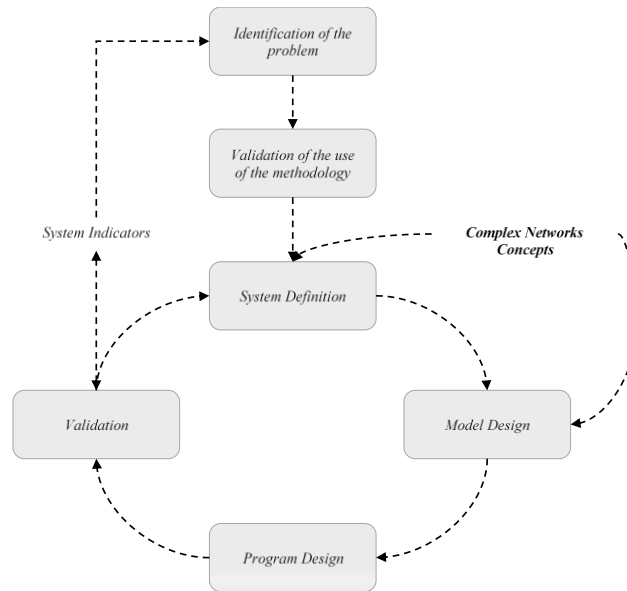 Identification of the
problem
Validation of the use
of the methodology
System Indicators
Complex Networks
Concepts
System Definition
Validation
Model Design
Program Design